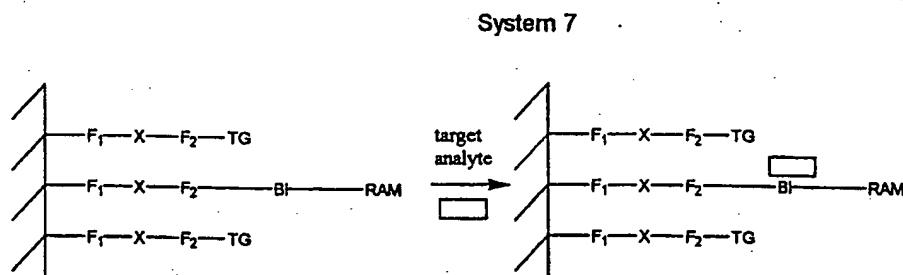 System 7
F₁—X—F₂—TG
F₁—X—F₂—BI—RAM
F₁—X—F₂—TG
target
analyte
F₁—X—F₂—TG
F₁—X—F₂—BI—RAM
F₁—X—F₂—TG